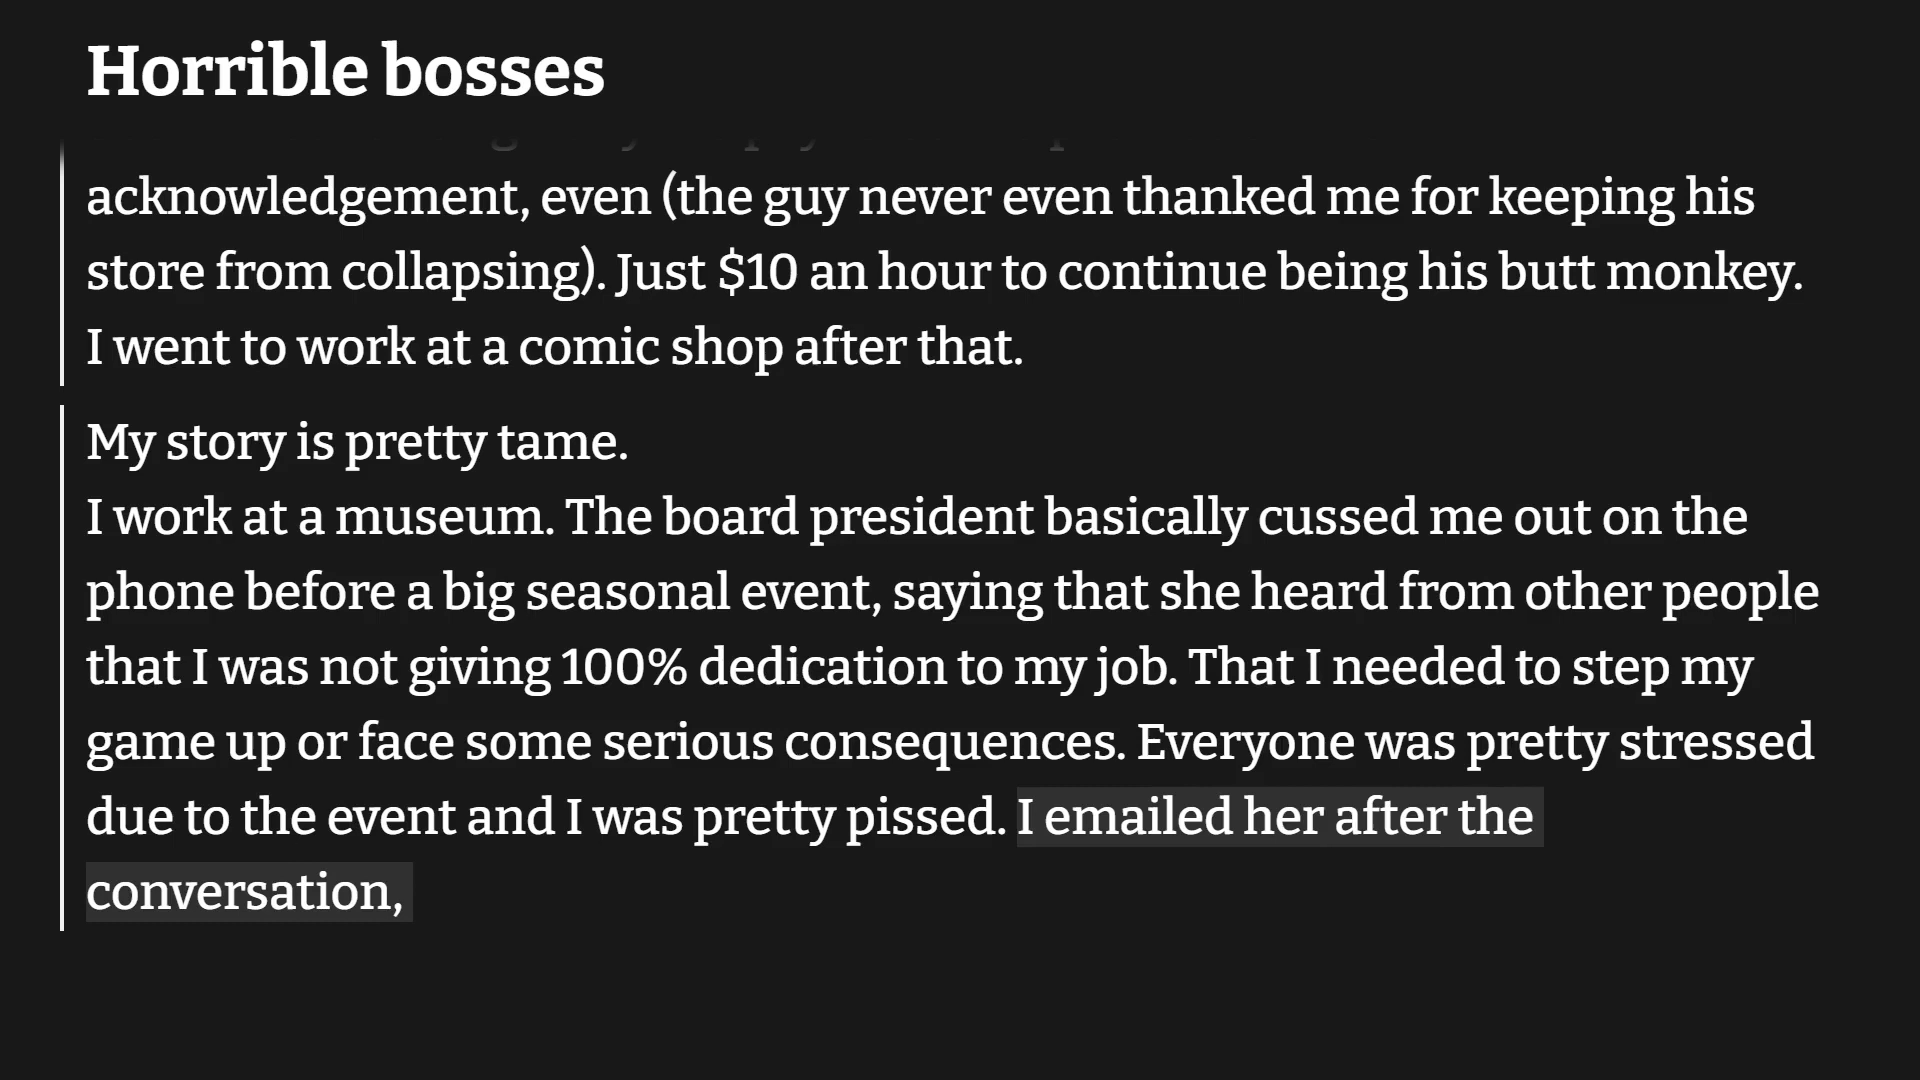 Horrible bosses
acknowledgement, even (the guy never even thanked me for keeping his
store from collapsing). Just $10 an hour to continue being his butt monkey.
I went to work at a comic shop after that.
My story is pretty tame.
I work at a museum. The board president basically cussed me out on the
phone before a big seasonal event, saying that she heard from other people
that I was not giving 100% dedication to my job. That I needed to step my
game up or face some serious consequences. Everyone was pretty stressed
due to the event and I was pretty pissed. I emailed her after the
conversation,